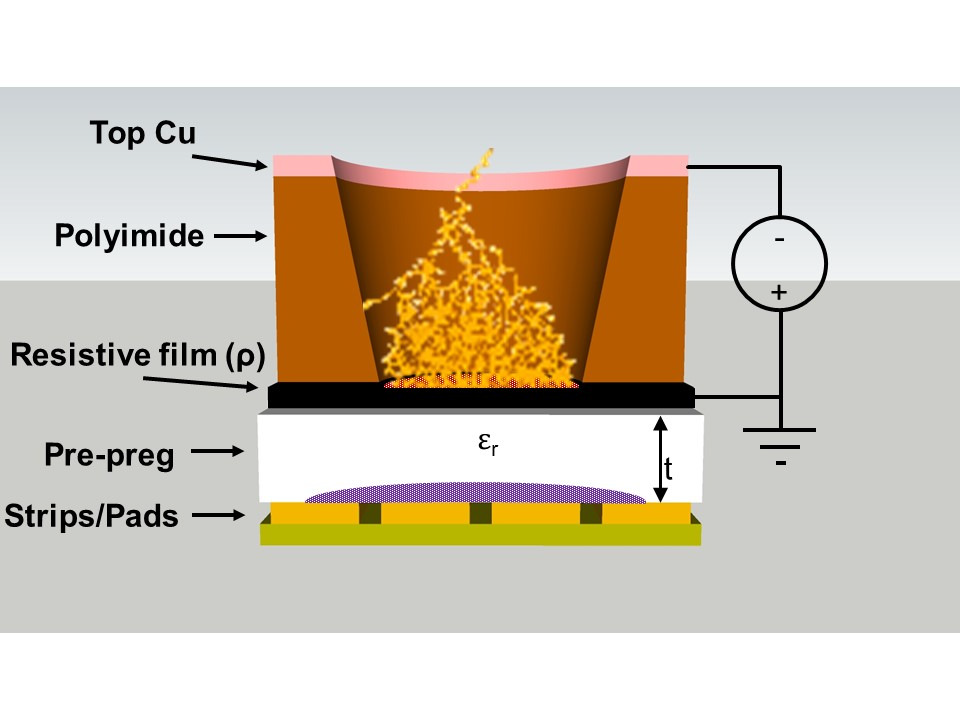 Top Cu
-
Polyimide
+
Resistive film (ρ)
εr
Pre-preg
t
Strips/Pads